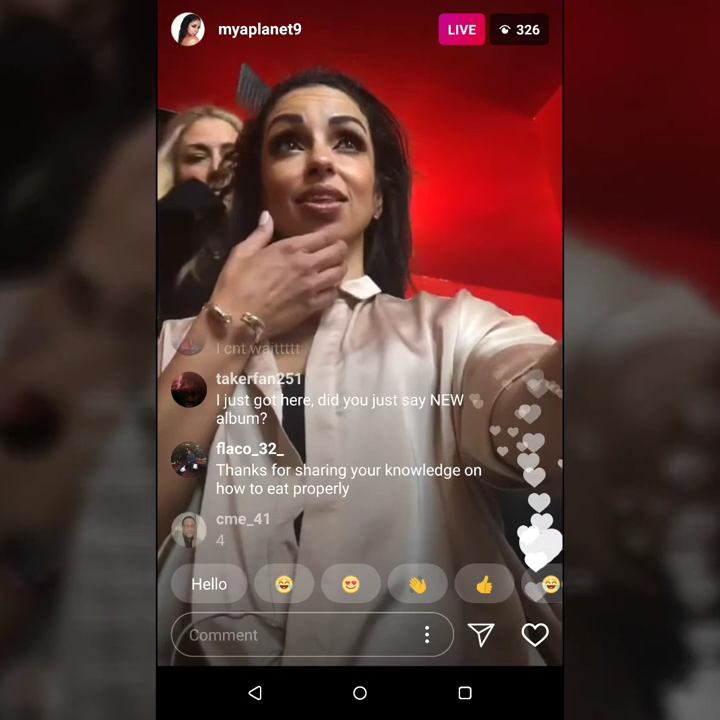 myaplanet9
LIVE
326
I cnt waittttt
takerfan251
I just got here, did you just say NEW
album?
flaco_32_
Thanks for sharing your knowledge on
how to eat properly
cme_41
4
Hello
Comment